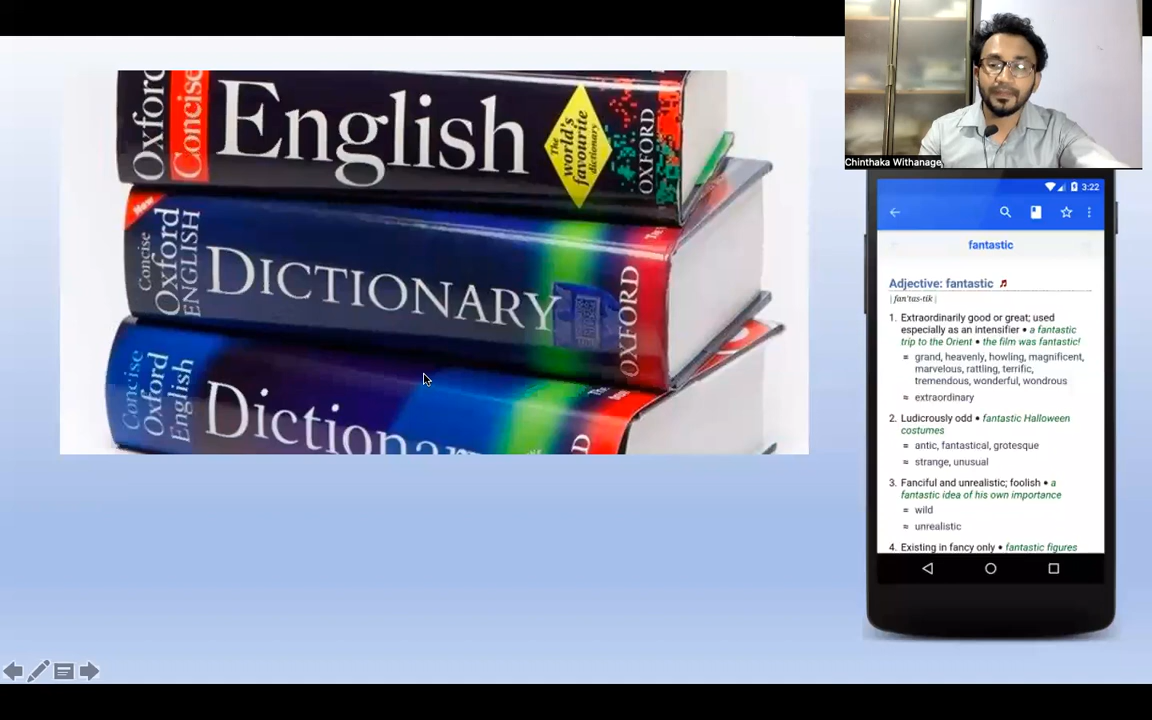 Oxford
Concise
English
The
world's
favourite
dictionary
OXFORD
New
Concise
Oxford
ENGLISH
DICTIONARY
The
OXFORD
Concise
Oxford
English
Dictionary
Chinthaka Withanage
3:22
fantastic
Adjective: fantastic
| fan'tas-tik |
1. Extraordinarily good or great; used
especially as an intensifier • a fantastic
trip to the Orient • the film was fantastic!
= grand, heavenly, howling, magnificent,
marvelous, rattling, terrific,
tremendous, wonderful, wondrous
≈ extraordinary
2. Ludicrously odd • fantastic Halloween
costumes
= antic, fantastical, grotesque
≈ strange, unusual
3. Fanciful and unrealistic; foolish • a
fantastic idea of his own importance
= wild
≈ unrealistic
4. Existing in fancy only • fantastic figures